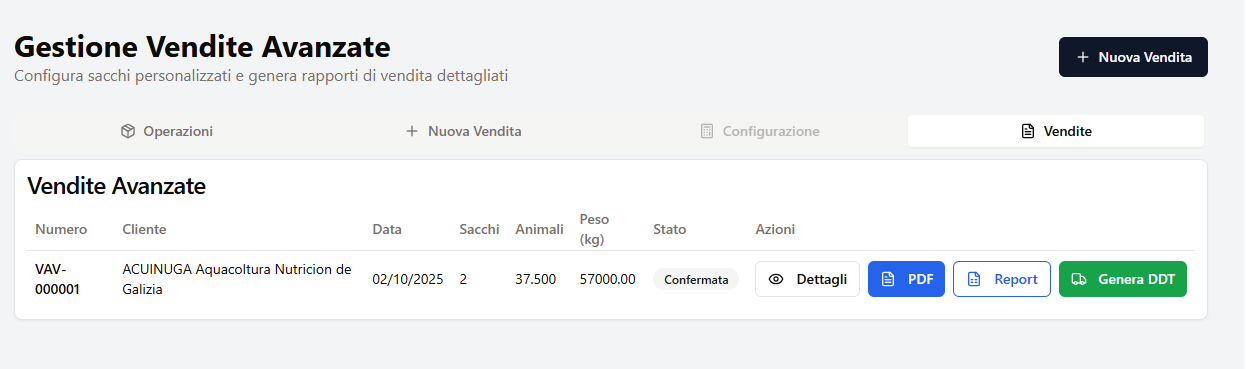 Gestione Vendite Avanzate
Configura sacchi personalizzati e genera rapporti di vendita dettagliati
Nuova Vendita
Operazioni
Nuova Vendita
Configurazione
Vendite
Vendite Avanzate
Numero
Cliente
Data
Sacchi
Animali
Peso
(kg)
Stato
Azioni
VAV-
000001
ACUINUGA Aquacoltura Nutricion de
Galizia
02/10/2025
2
37.500
57000.00
Confermata
Dettagli
PDF
Report
Genera DDT